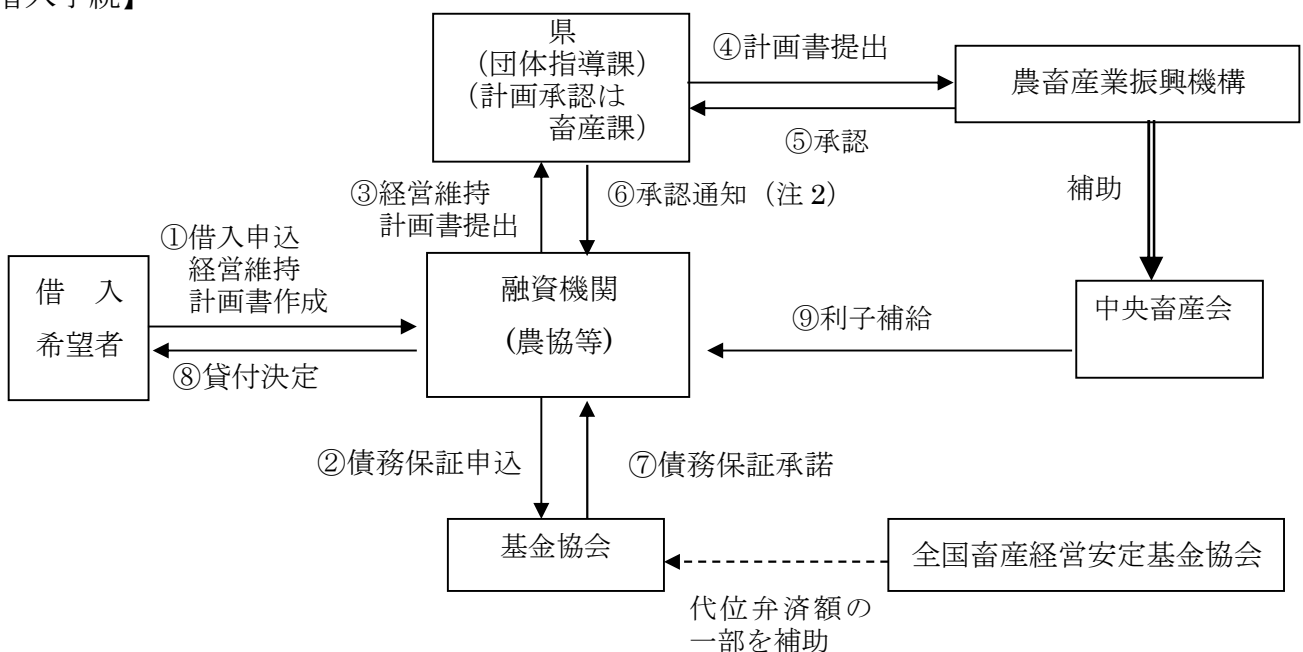 借入手続】
県
(団体指導課)
(計画承認は
畜産課)
④計画書提出
農畜産業振興機構
⑤承認
③経営維持
計画書提出
⑥承認通知（注 2）
補助
①借入申込
経営維持
計画書作成
借　入
希望者
融資機関
(農協等)
⑨利子補給
中央畜産会
⑧貸付決定
②債務保証申込
⑦債務保証承諾
基金協会
全国畜産経営安定基金協会
代位弁済額の
一部を補助